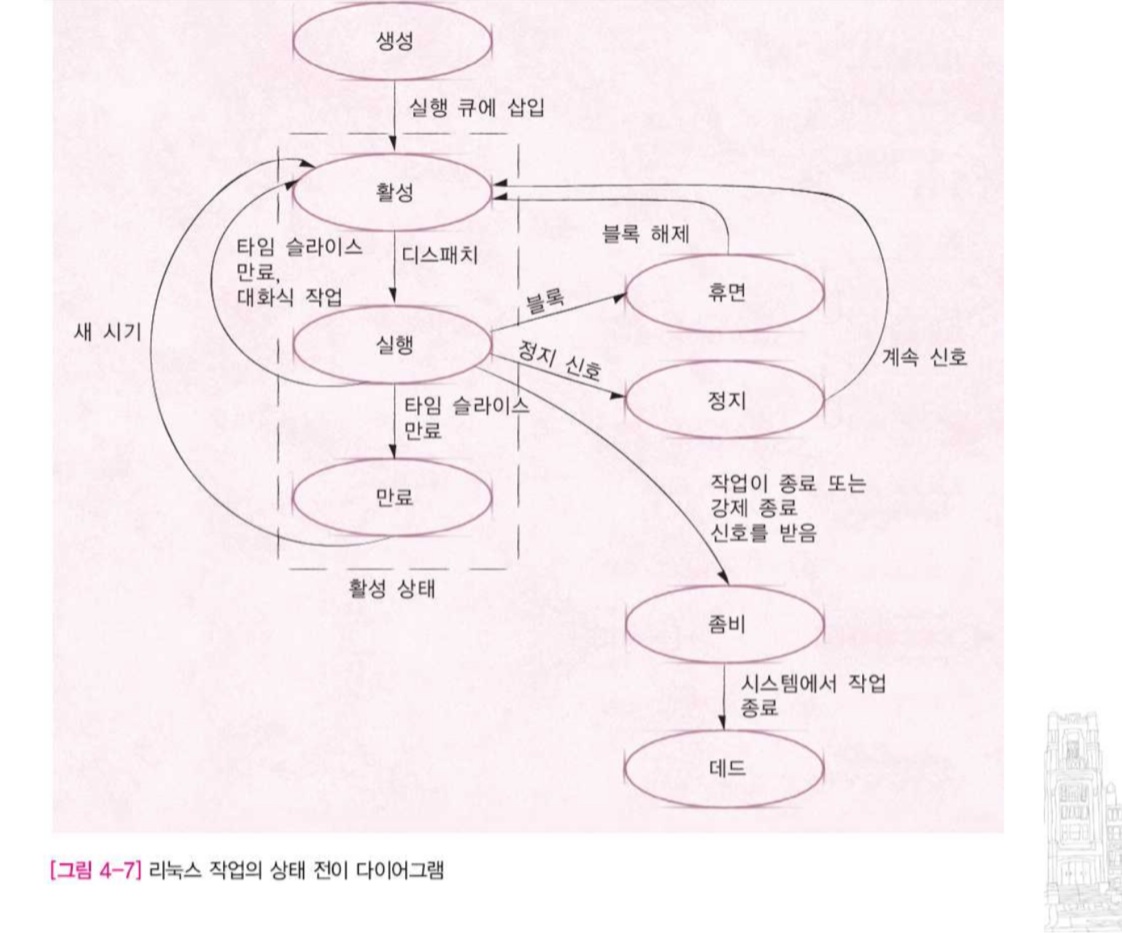 생성
실행 큐에 삽입
활성
타임 슬라이스
만료,
대화식 작업
디스패치
블록 해제
휴면
블록
새 시기
실행
정지 신호
정지
계속 신호
타임 슬라이스
만료
만료
작업이 종료 또는
강제 종료
신호를 받음
활성 상태
좀비
시스템에서 작업
종료
데드
[그림 4-7] 리눅스 작업의 상태 전이 다이어그램